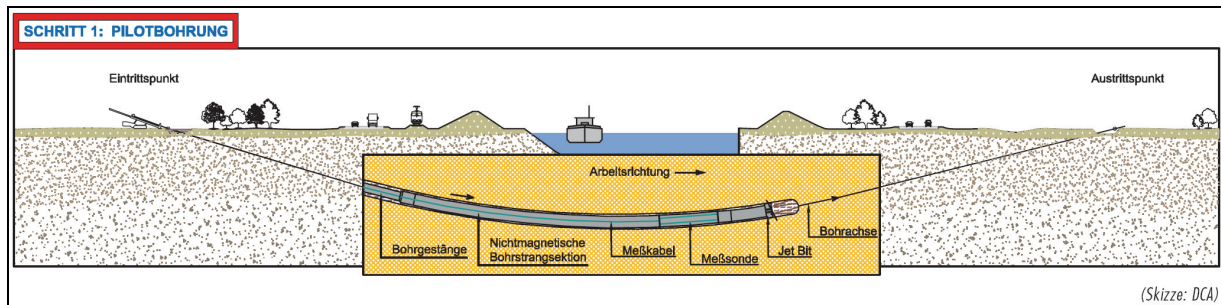 SCHRITT 1: PILOTBOHRUNG
Eintrittspunkt
Austrittspunkt
Arbeitsrichtung
Bohrgestänge
Nichtmagnetische
Bohrstrangsektion
Meßkabel
Meßsonde
Jet Bit
Bohrachse
(Skizze: DCA)